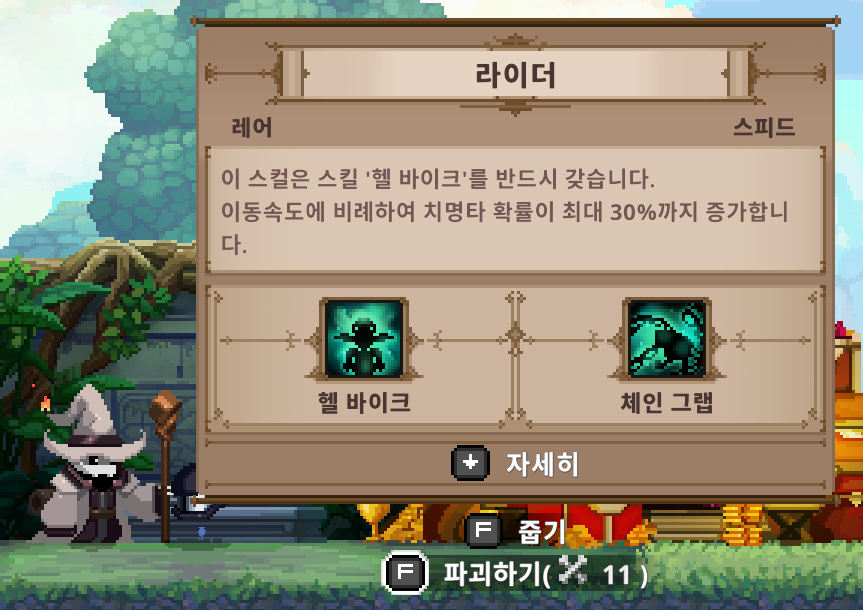 라이더
레어 스피드
이 스컬은 스킬 '헬 바이크'를 반드시 갖습니다.
이동속도에 비례하여 치명타 확률이 최대 30%까지 증가합니
다.
헬 바이크 체인 그랩
자세히
F 줍기
F 파괴하기( 11 )